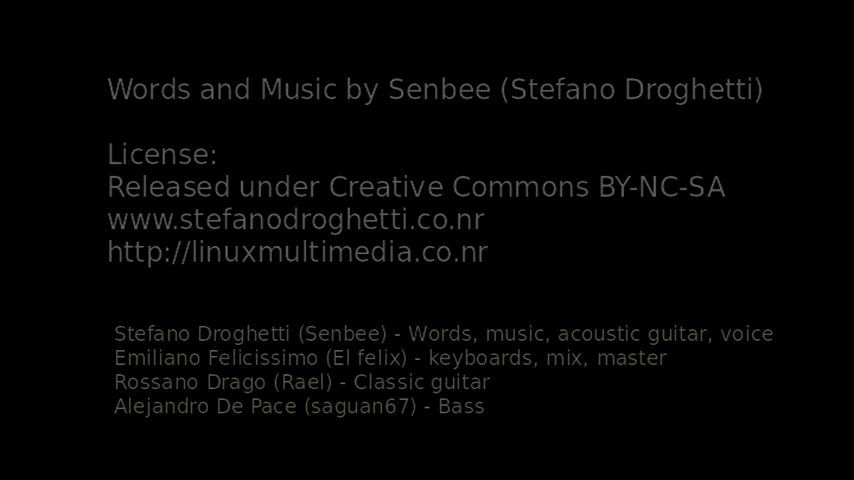 Words and Music by Senbee (Stefano Droghetti)
License:
Released under Creative Commons BY-NC-SA
www.stefanodroghetti.co.nr
http://linuxmultimedia.co.nr
Stefano Droghetti (Senbee) - Words, music, acoustic guitar, voice
Emiliano Felicissimo (El felix) - keyboards, mix, master
Rossano Drago (Rael) - Classic guitar
Alejandro De Pace (saguan67) - Bass